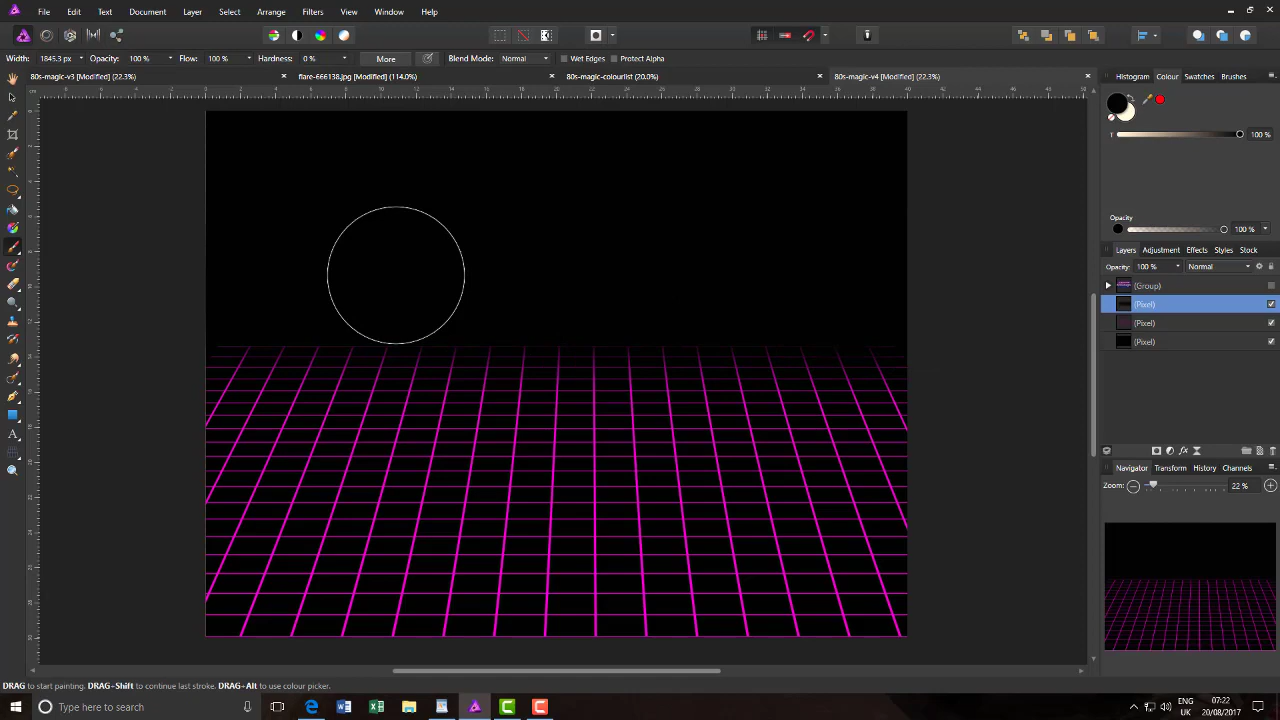 File Edit Text Document Layer Select Arrange Filters View Window Help
Width: 1845.3 px Opacity: 100 % Flow: 100 % Hardness: 0 % More Blend Mode: Normal Wet Edges Protect Alpha
80s-magic-v3 [Modified] (22.3%) flare-666138.jpg [Modified] (114.0%) 80s-magic-colourlist (20.0%) 80s-magic-v4 [Modified] (22.3%)
Histogram Colour Swatches Brushes
100 %
Opacity
100 %
Layers Adjustment Effects Styles Stock
Opacity: 100 % Normal
(Group)
(Pixel)
(Pixel)
(Pixel)
Navigator Transform History Channels
Zoom: 22 %
DRAG to start painting. DRAG+Shift to continue last stroke. DRAG+Alt to use colour picker.
Type here to search
ENG
UK
07:22
20/08/2017